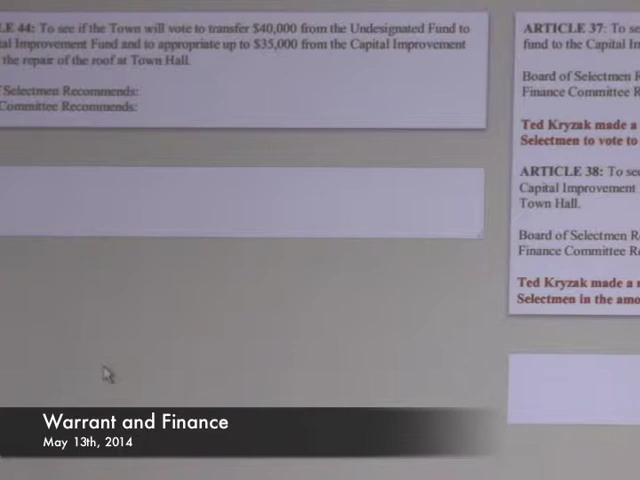 LE 44: To see if the Town will vote to transfer $40,000 from the Undesignated Fund to
al Improvement Fund and to appropriate up to $35,000 from the Capital Improvement
the repair of the roof at Town Hall.
Selectmen Recommends:
Committee Recommends:
ARTICLE 37: To se
fund to the Capital In
Board of Selectmen R
Finance Committee R
Ted Kryzak made a
Selectmen to vote to
ARTICLE 38: To see
Capital Improvement
Town Hall.
Board of Selectmen R
Finance Committee Re
Ted Kryzak made a
Selectmen in the amo
Warrant and Finance
May 13th, 2014